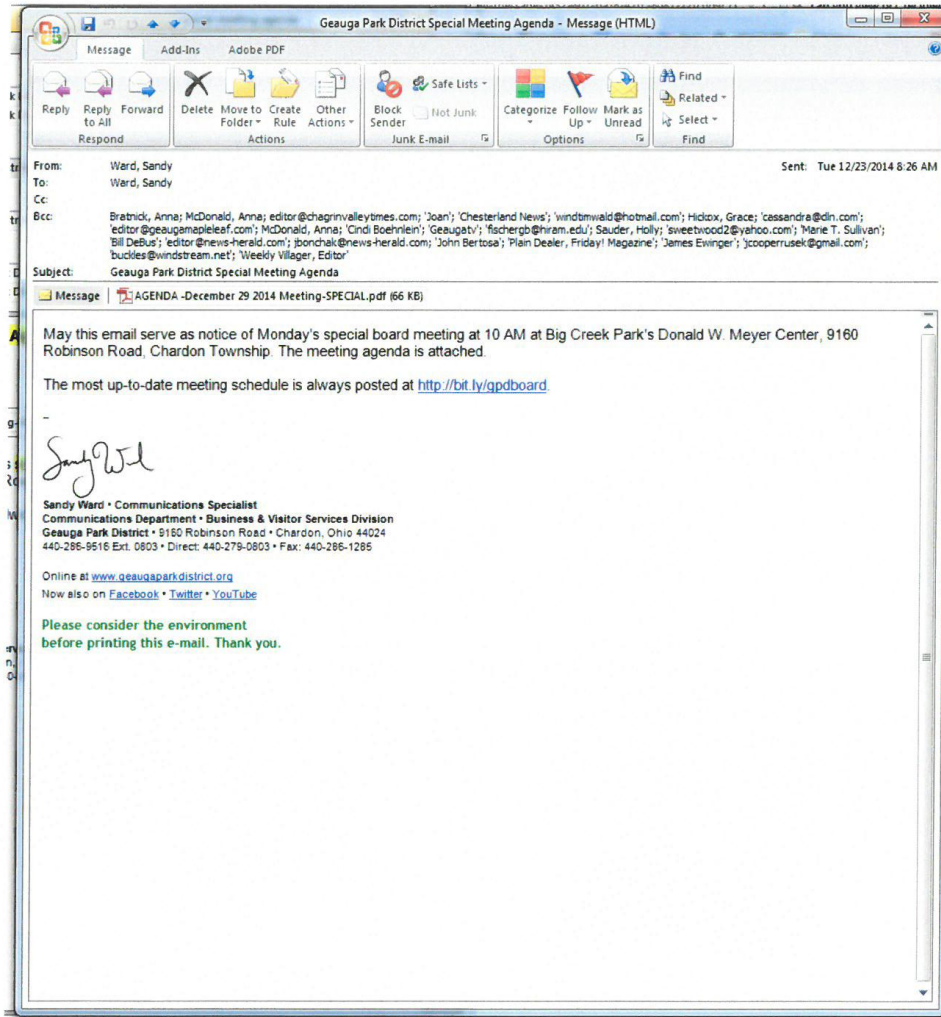 Geauga Park District Special Meeting Agenda - Message (HTML)
Message Add-Ins Adobe PDF
Reply Reply to All Forward Delete Move to Folder Create Rule Other Actions Block Sender Safe Lists Not Junk Categorize Follow Up Mark as Unread Find Related Select
Respond Actions Junk E-mail Options Find
From: Ward, Sandy Sent: Tue 12/23/2014 8:26 AM
To: Ward, Sandy
Cc:
Bcc: Bratnick, Anna; McDonald, Anna; editor@chagrinvalleytimes.com; 'Joan'; 'Chesterland News'; 'windtimwald@hotmail.com'; Hickox, Grace; 'cassandra@dln.com';
'editor@geaugamapleleaf.com'; McDonald, Anna; 'Cindi Boehnlein'; 'Geaugatv'; 'fischergb@hiram.edu'; Sauder, Holly; 'sweetwood2@yahoo.com'; 'Marie T. Sullivan';
'Bill DeBus'; 'editor@news-herald.com'; jbonchak@news-herald.com; 'John Bertosa'; 'Plain Dealer, Friday! Magazine'; 'James Ewinger'; 'jcooperrusek@gmail.com';
'buckles@windstream.net'; 'Weekly Villager, Editor'
Subject: Geauga Park District Special Meeting Agenda
Message AGENDA -December 29 2014 Meeting-SPECIAL.pdf (66 KB)
May this email serve as notice of Monday's special board meeting at 10 AM at Big Creek Park's Donald W. Meyer Center, 9160
Robinson Road, Chardon Township. The meeting agenda is attached.
The most up-to-date meeting schedule is always posted at http://bit.ly/gpdboard.
–
Sandy Ward • Communications Specialist
Communications Department • Business & Visitor Services Division
Geauga Park District • 9160 Robinson Road • Chardon, Ohio 44024
440-286-9516 Ext. 0803 • Direct: 440-279-0803 • Fax: 440-286-1285
Online at www.geaugaparkdistrict.org
Now also on Facebook • Twitter • YouTube
Please consider the environment
before printing this e-mail. Thank you.